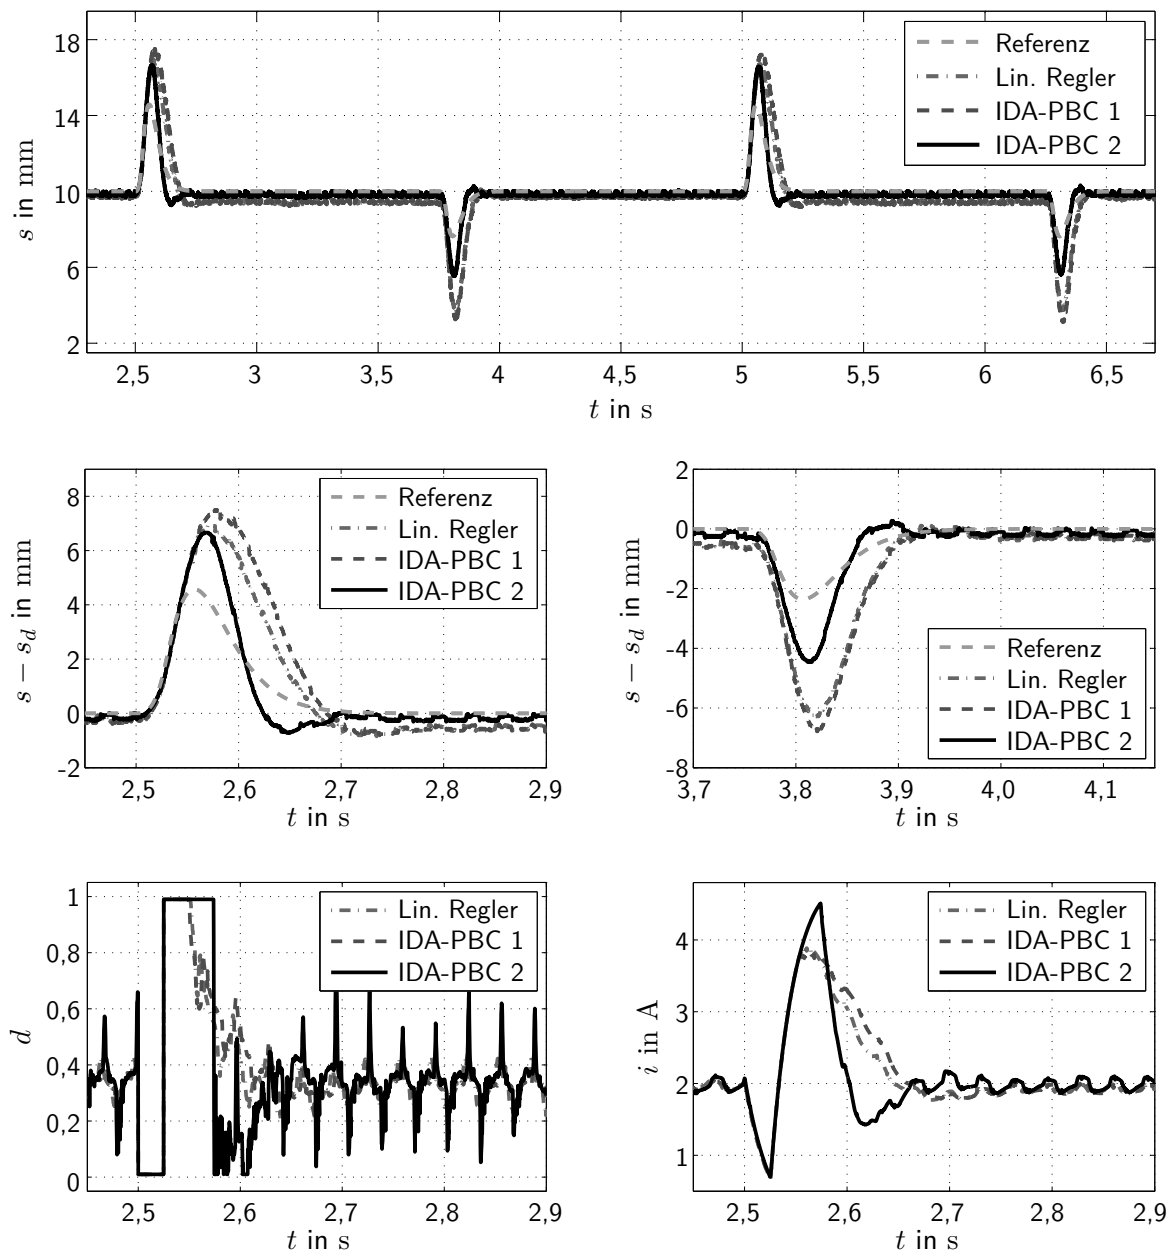 18
14
10
6
2
s in mm
Referenz
Lin. Regler
IDA-PBC 1
IDA-PBC 2
2,5 3 3,5 4 4,5 5 5,5 6 6,5
t in s
8
6
4
2
0
-2
s − s_d in mm
Referenz
Lin. Regler
IDA-PBC 1
IDA-PBC 2
2,5 2,6 2,7 2,8 2,9
t in s
2
0
-2
-4
-6
-8
s − s_d in mm
Referenz
Lin. Regler
IDA-PBC 1
IDA-PBC 2
3,7 3,8 3,9 4,0 4,1
t in s
1
0,8
0,6
0,4
0,2
0
d
Lin. Regler
IDA-PBC 1
IDA-PBC 2
2,5 2,6 2,7 2,8 2,9
t in s
4
3
2
1
i in A
Lin. Regler
IDA-PBC 1
IDA-PBC 2
2,5 2,6 2,7 2,8 2,9
t in s